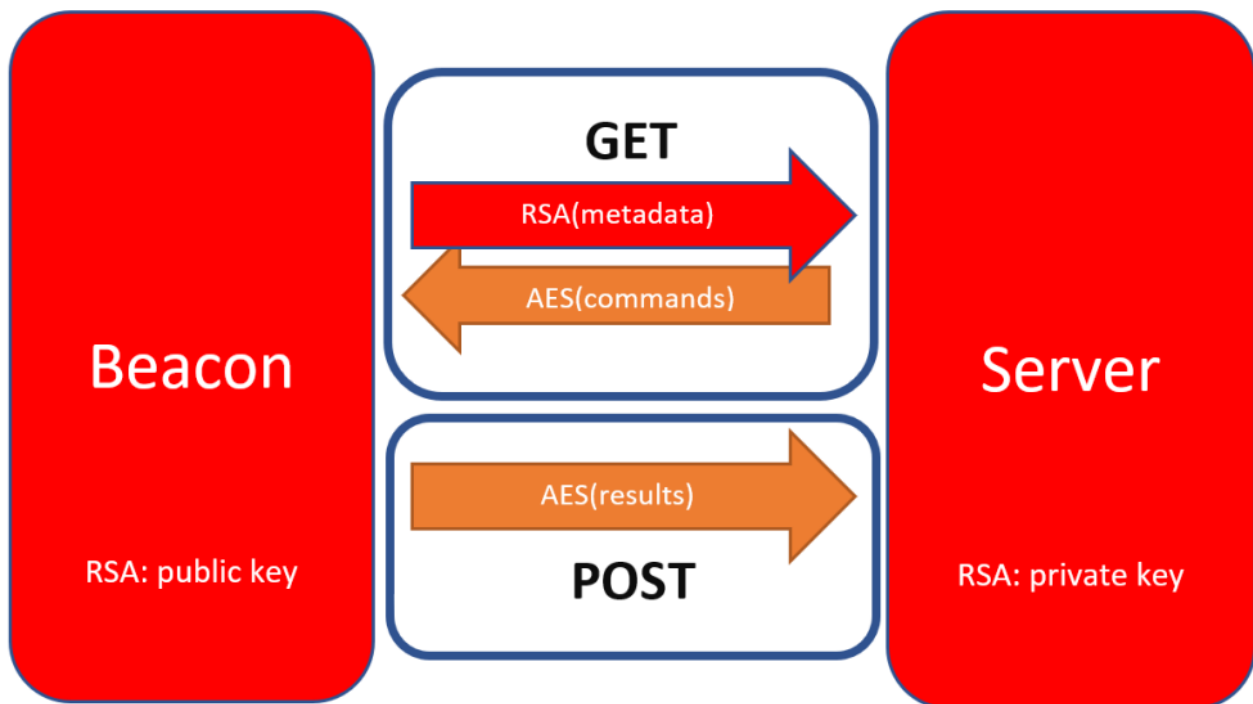 GET
RSA(metadata)
AES(commands)
Beacon
Server
AES(results)
RSA: public key
POST
RSA: private key